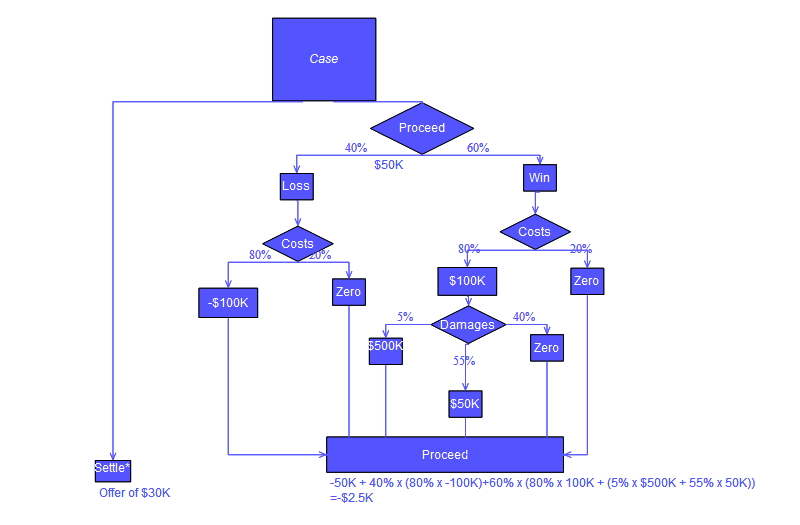 Case
Proceed
40% 60%
$50K
Loss
Win
Costs
Costs
80% 20%
80% 20%
-$100K
Zero
$100K
Zero
Damages
5% 40%
$500K
Zero
55%
$50K
Proceed
Settle*
Offer of $30K
-50K + 40% x (80% x -100K)+60% x (80% x 100K + (5% x $500K + 55% x 50K))
=-$2.5K